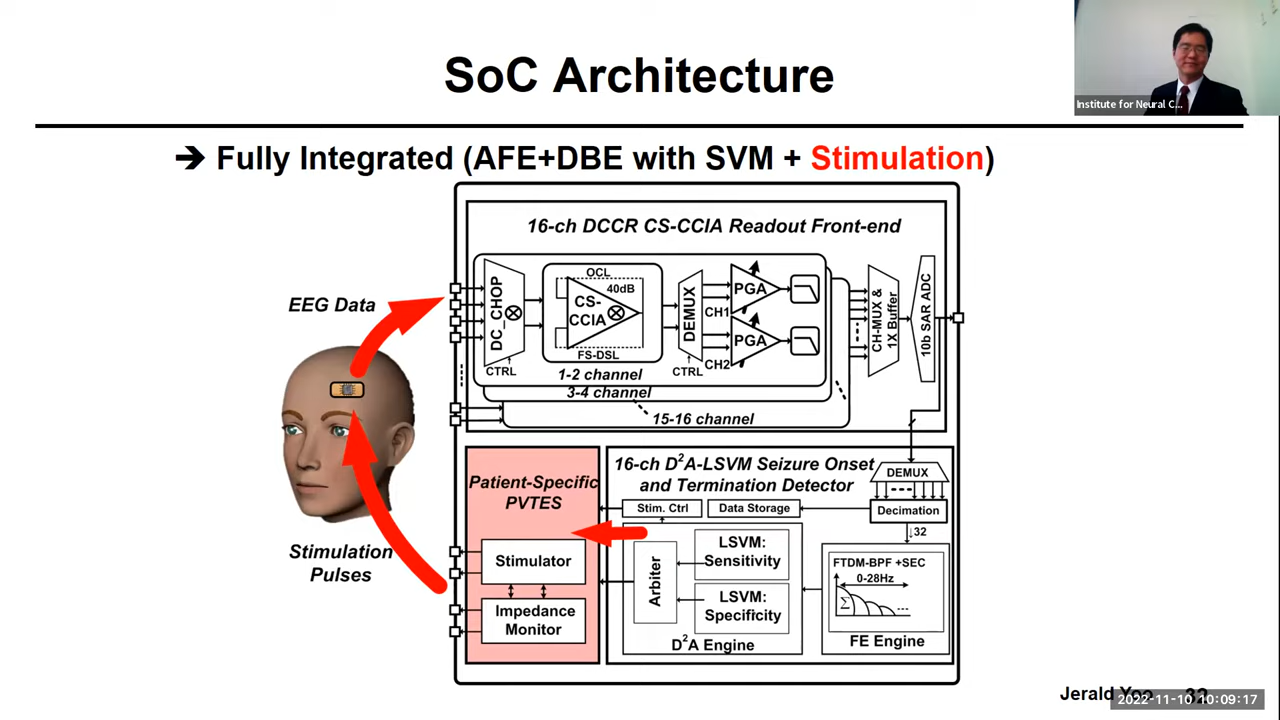 SoC Architecture
Institute for Neural C...
➔ Fully Integrated (AFE+DBE with SVM + Stimulation)
16-ch DCCR CS-CCIA Readout Front-end
EEG Data
DC_CHOP
CTRL
OCL
40dB
CS-
CCIA
FS-DSL
DEMUX
CTRL
PGA
CH1
PGA
CH2
CH-MUX &
1X Buffer
10b SAR ADC
1-2 channel
3-4 channel
15-16 channel
Patient-Specific
PVTES
Stimulator
Impedance
Monitor
Stimulation
Pulses
16-ch D²A-LSVM Seizure Onset
and Termination Detector
DEMUX
Stim. Ctrl
Data Storage
Decimation
↓32
Arbiter
LSVM:
Sensitivity
LSVM:
Specificity
D²A Engine
FTDM-BPF +SEC
0-28Hz
Σ
FE Engine
Jerald Yoo
32
2022-11-10 10:09:17